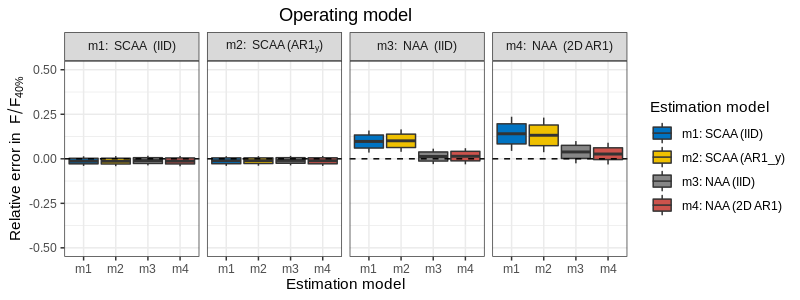 Operating model
m1: SCAA (IID)
m2: SCAA (AR1y)
m3: NAA (IID)
m4: NAA (2D AR1)
Relative error in F/F40%
0.50
0.25
0.00
-0.25
-0.50
m1 m2 m3 m4
m1 m2 m3 m4
m1 m2 m3 m4
m1 m2 m3 m4
Estimation model
Estimation model
m1: SCAA (IID)
m2: SCAA (AR1_y)
m3: NAA (IID)
m4: NAA (2D AR1)